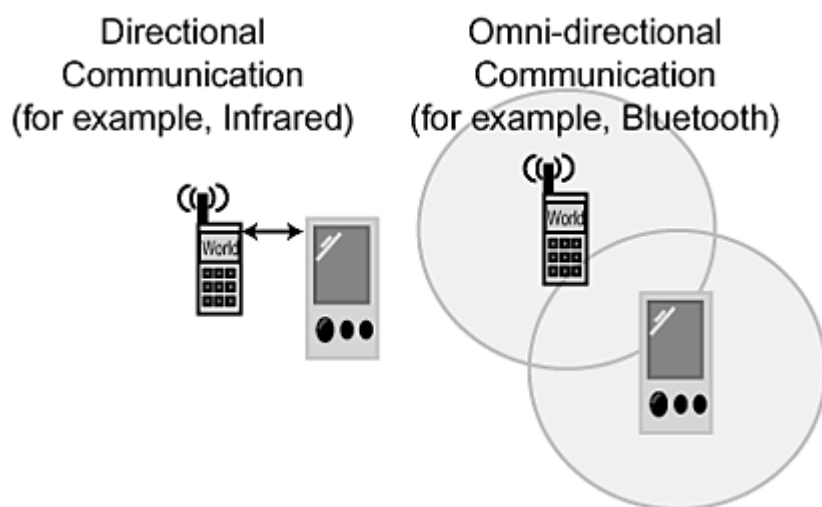 Directional
Communication
(for example, Infrared)
Omni-directional
Communication
(for example, Bluetooth)
World
World